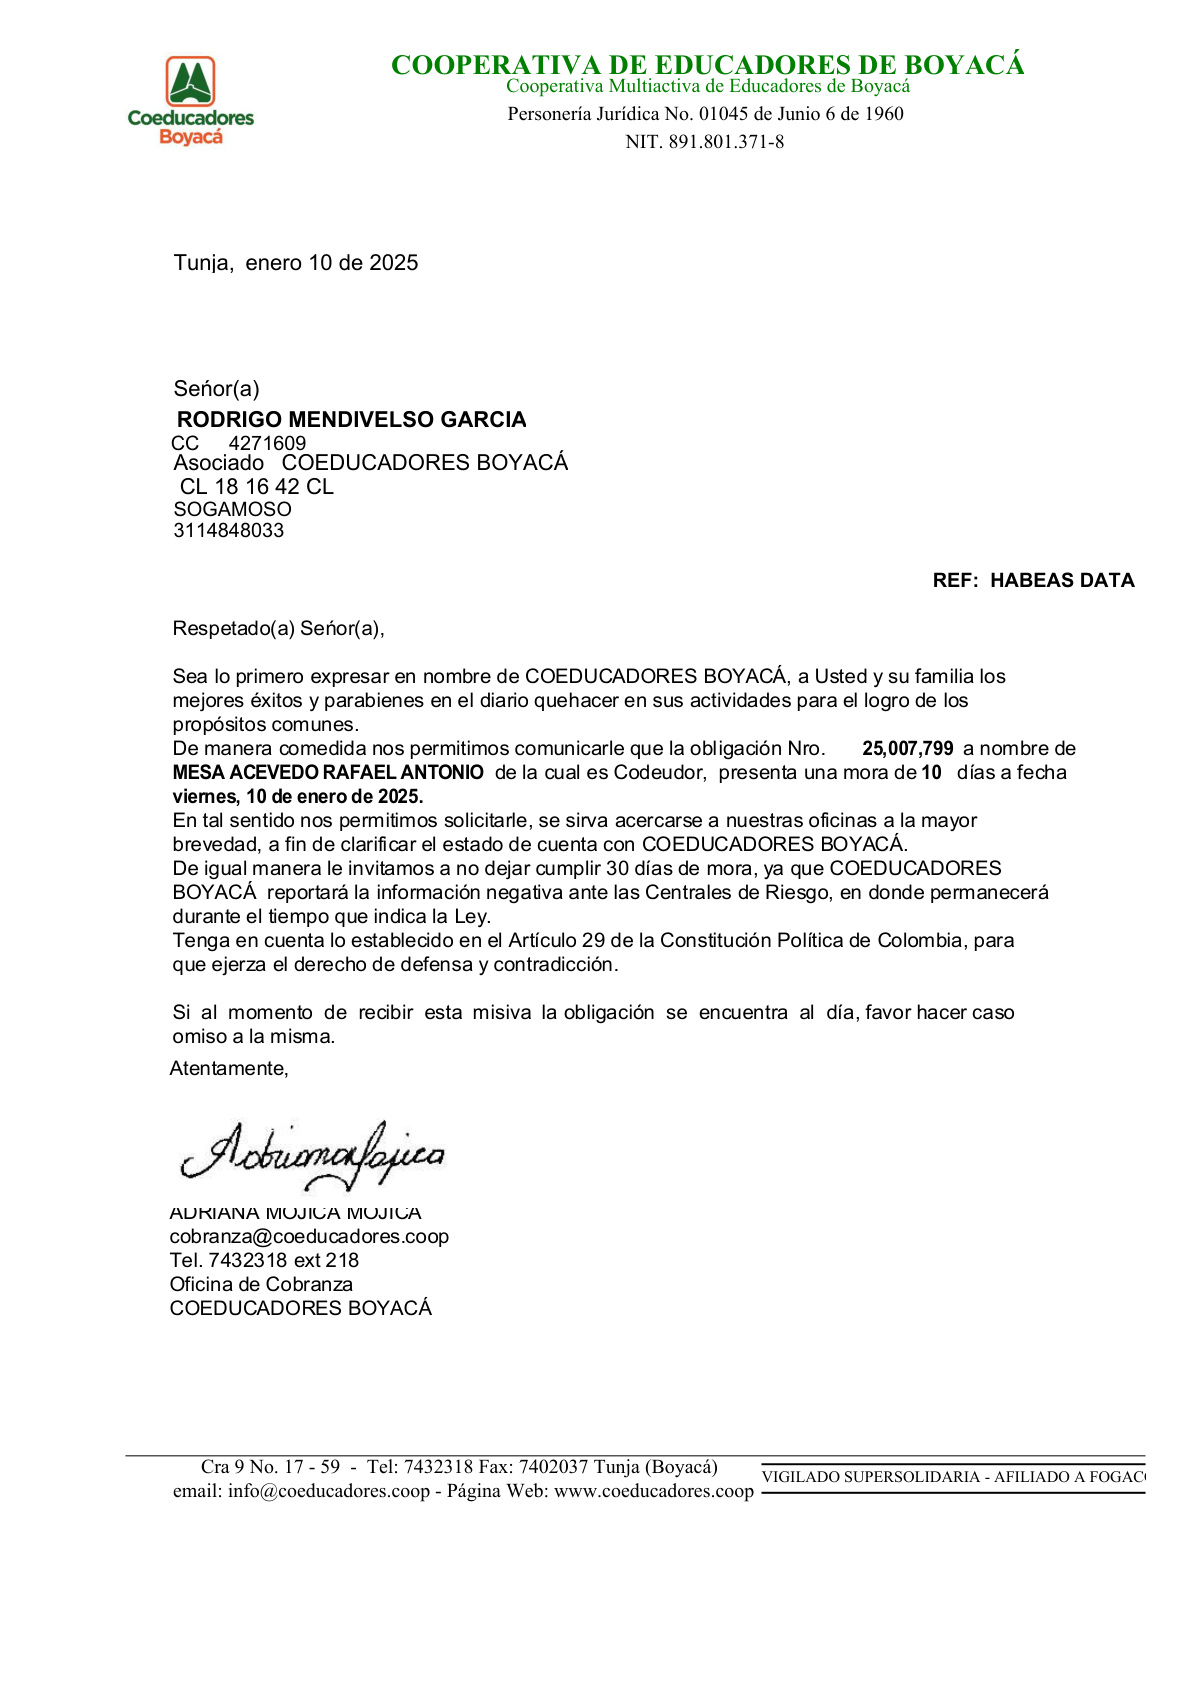 Coeducadores
Boyacá
COOPERATIVA DE EDUCADORES DE BOYACÁ
Cooperativa Multiactiva de Educadores de Boyacá
Personería Jurídica No. 01045 de Junio 6 de 1960
NIT. 891.801.371-8
Tunja, enero 10 de 2025
Seńor(a)
RODRIGO MENDIVELSO GARCIA
CC 4271609
Asociado COEDUCADORES BOYACÁ
CL 18 16 42 CL
SOGAMOSO
3114848033
REF: HABEAS DATA
Respetado(a) Seńor(a),
Sea lo primero expresar en nombre de COEDUCADORES BOYACÁ, a Usted y su familia los
mejores éxitos y parabienes en el diario quehacer en sus actividades para el logro de los
propósitos comunes.
De manera comedida nos permitimos comunicarle que la obligación Nro. 25,007,799 a nombre de
MESA ACEVEDO RAFAEL ANTONIO de la cual es Codeudor, presenta una mora de 10 días a fecha
viernes, 10 de enero de 2025.
En tal sentido nos permitimos solicitarle, se sirva acercarse a nuestras oficinas a la mayor
brevedad, a fin de clarificar el estado de cuenta con COEDUCADORES BOYACÁ.
De igual manera le invitamos a no dejar cumplir 30 días de mora, ya que COEDUCADORES
BOYACÁ reportará la información negativa ante las Centrales de Riesgo, en donde permanecerá
durante el tiempo que indica la Ley.
Tenga en cuenta lo establecido en el Artículo 29 de la Constitución Política de Colombia, para
que ejerza el derecho de defensa y contradicción.
Si al momento de recibir esta misiva la obligación se encuentra al día, favor hacer caso
omiso a la misma.
Atentamente,
ADRIANA MOJICA MOJICA
cobranza@coeducadores.coop
Tel. 7432318 ext 218
Oficina de Cobranza
COEDUCADORES BOYACÁ
Cra 9 No. 17 - 59 - Tel: 7432318 Fax: 7402037 Tunja (Boyacá)
email: info@coeducadores.coop - Página Web: www.coeducadores.coop
VIGILADO SUPERSOLIDARIA - AFILIADO A FOGAC